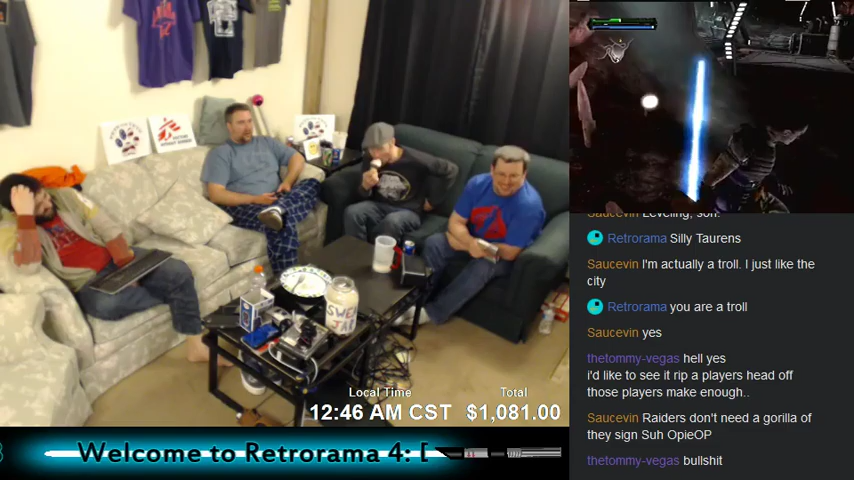 SWEAR
JAR
Local Time
Total
12:46 AM CST
$1,081.00
Welcome to Retrorama 4: [
Saucevin Leveling, son.
Retrorama Silly Taurens
Saucevin I'm actually a troll. I just like the
city
Retrorama you are a troll
Saucevin yes
thetommy-vegas hell yes
i'd like to see it rip a players head off
those players make enough..
Saucevin Raiders don't need a gorilla of
they sign Suh OpieOP
thetommy-vegas bullshit